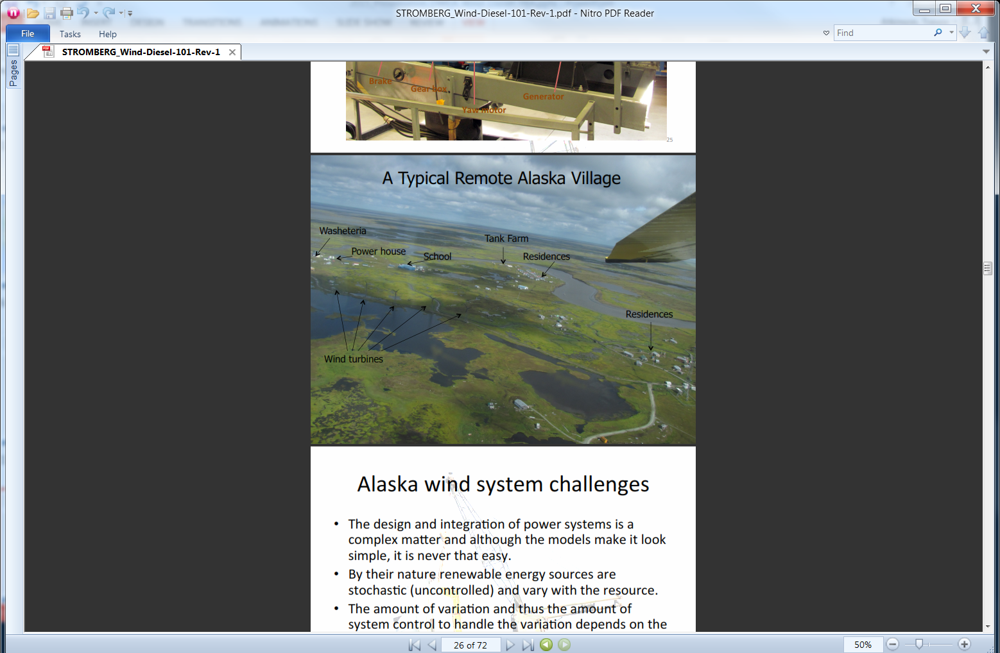 STROMBERG_Wind-Diesel-101-Rev-1.pdf - Nitro PDF Reader
File Tasks Help
Find
STROMBERG_Wind-Diesel-101-Rev-1
Pages
Brake
Gear box
Generator
Yaw motor
25
A Typical Remote Alaska Village
Washeteria
Tank Farm
Power house
School
Residences
Residences
Wind turbines
Alaska wind system challenges
• The design and integration of power systems is a
complex matter and although the models make it look
simple, it is never that easy.
• By their nature renewable energy sources are
stochastic (uncontrolled) and vary with the resource.
• The amount of variation and thus the amount of
system control to handle the variation depends on the
26 of 72
50%